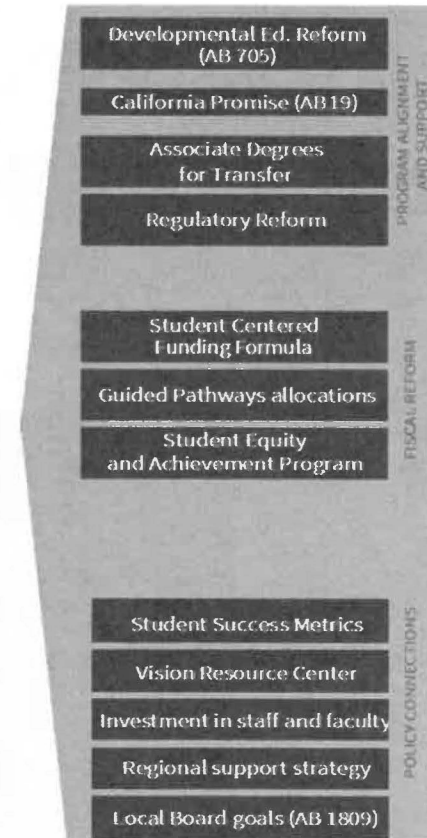 Developmental Ed. Reform
(AB 705)
California Promise (AB19)
Associate Degrees
for Transfer
Regulatory Reform
PROGRAM ALIGNMENT
AND SUPPORT
Student Centered
Funding Formula
Guided Pathways allocations
Student Equity
and Achievement Program
FISCAL REFORM
Student Success Metrics
Vision Resource Center
Investment in staff and faculty
Regional support strategy
Local Board goals (AB 1809)
POLICY CONNECTIONS